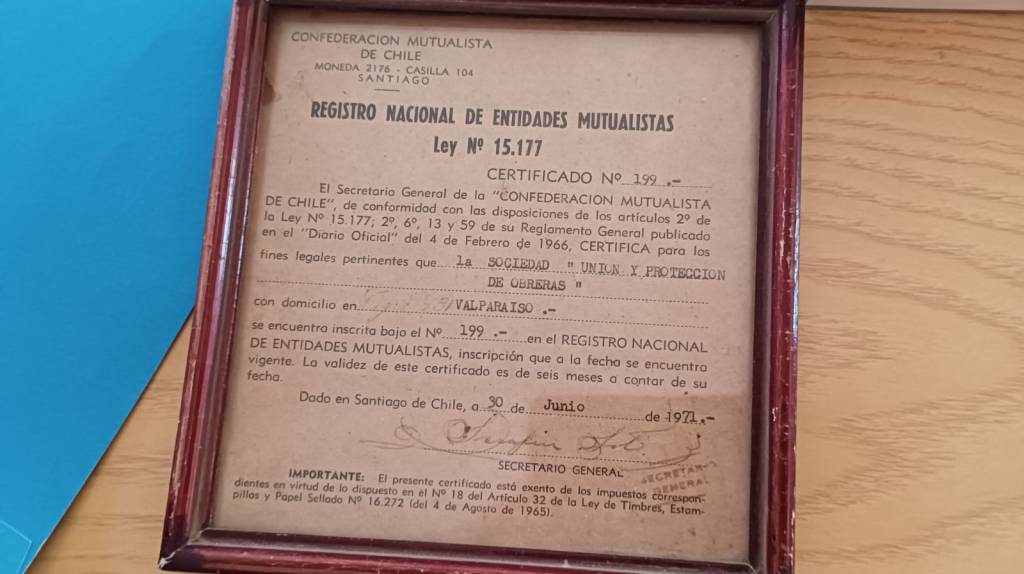 CONFEDERACION MUTUALISTA
DE CHILE
MONEDA 2176 - CASILLA 104
SANTIAGO
REGISTRO NACIONAL DE ENTIDADES MUTUALISTAS
Ley Nº 15.177
CERTIFICADO Nº 199 .-
El Secretario General de la "CONFEDERACION MUTUALISTA
DE CHILE", de conformidad con las disposiciones de los artículos 2º de
la Ley Nº 15.177; 2º, 6º, 13 y 59 de su Reglamento General publicado
en el "Diario Oficial" del 4 de Febrero de 1966, CERTIFICA para los
fines legales pertinentes que la SOCIEDAD " UNION Y PROTECCION
DE OBRERAS "
con domicilio en VALPARAISO .-
se encuentra inscrita bajo el Nº 199 .- en el REGISTRO NACIONAL
DE ENTIDADES MUTUALISTAS, inscripción que a la fecha se encuentra
vigente. La validez de este certificado es de seis meses a contar de su
fecha.
Dado en Santiago de Chile, a 30 de Junio de 1971.-
SECRETARIO GENERAL
SECRETARIO
GENERAL
IMPORTANTE: El presente certificado está exento de los impuestos correspon-
dientes en virtud de lo dispuesto en el Nº 18 del Artículo 32 de la Ley de Timbres, Estam-
pillas y Papel Sellado Nº 16.272 (del 4 de Agosto de 1965).